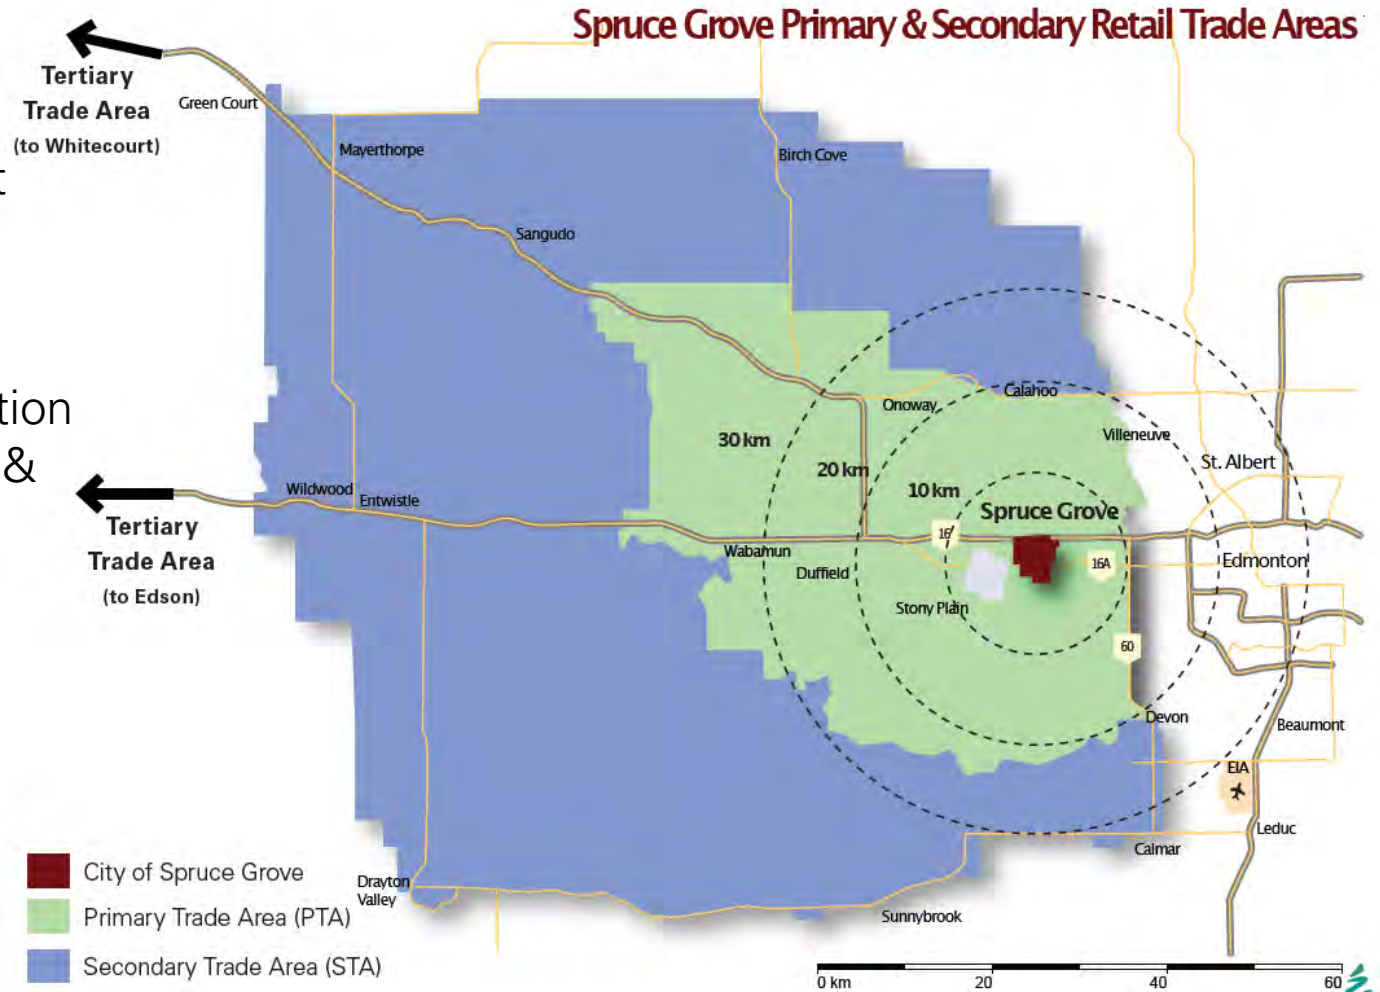 Spruce Grove Primary & Secondary Retail Trade Areas
Tertiary
Trade Area
(to Whitecourt)
Green Court
Mayerthorpe
Birch Cove
t
Sangudo
tion
&
30 km
20 km
10 km
Onoway
Calahoo
Villeneuve
St. Albert
Spruce Grove
Wildwood
Entwistle
Tertiary
Trade Area
(to Edson)
16
16A
Wabamun
Duffield
Edmonton
Stony Plain
60
Devon
Beaumont
EIA
Leduc
Calmar
Drayton
Valley
Sunnybrook
City of Spruce Grove
Primary Trade Area (PTA)
Secondary Trade Area (STA)
0 km
20
40
60